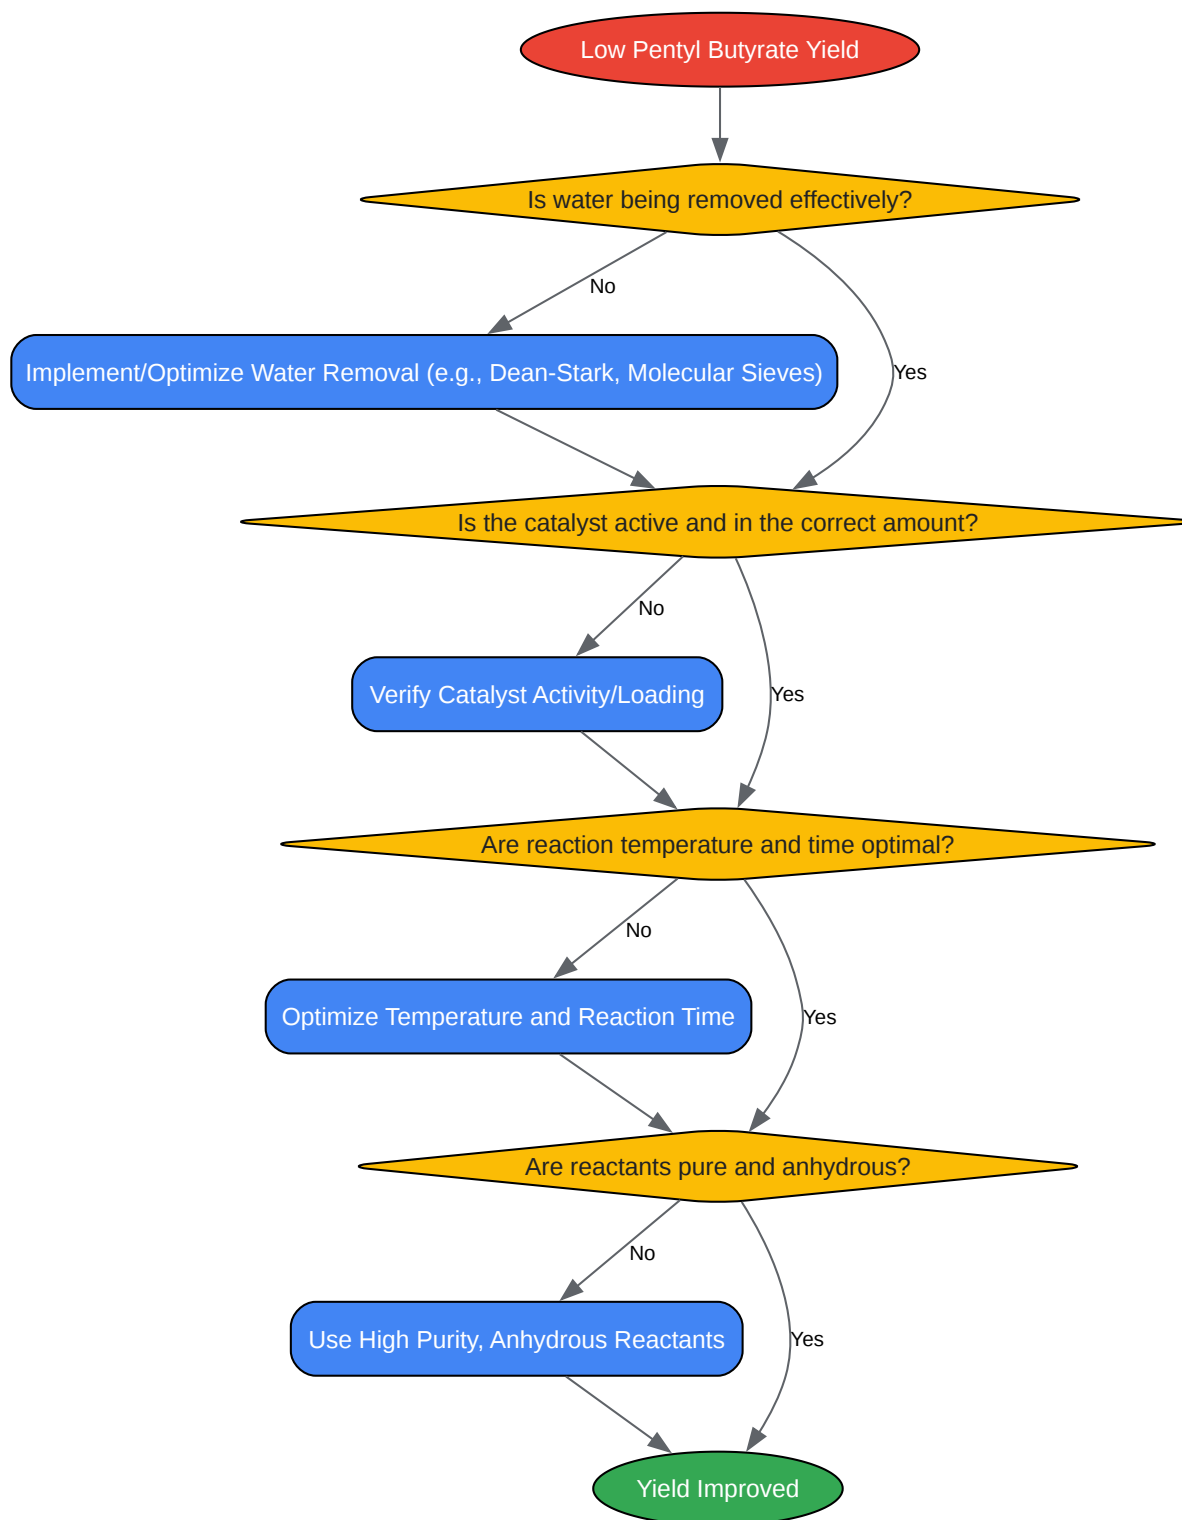 Low Pentyl Butyrate Yield
Is water being removed effectively?
No
Implement/Optimize Water Removal (e.g., Dean-Stark, Molecular Sieves)
Yes
Is the catalyst active and in the correct amount?
No
Verify Catalyst Activity/Loading
Yes
Are reaction temperature and time optimal?
No
Optimize Temperature and Reaction Time
Yes
Are reactants pure and anhydrous?
No
Use High Purity, Anhydrous Reactants
Yes
Yield Improved